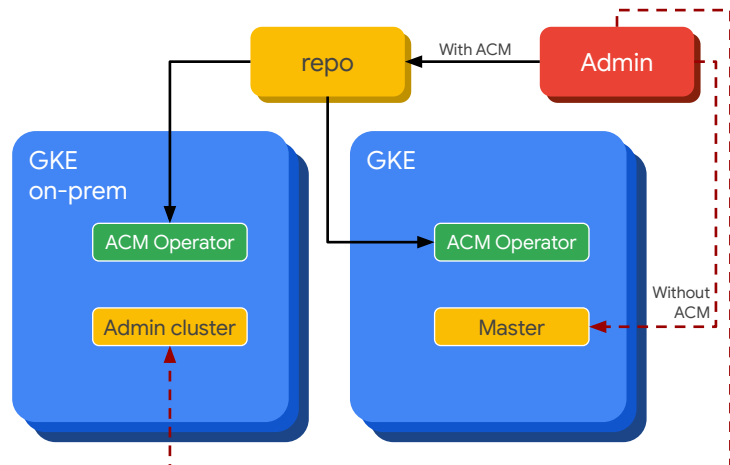 repo
With ACM
Admin
GKE
on-prem
GKE
ACM Operator
ACM Operator
Without
ACM
Admin cluster
Master